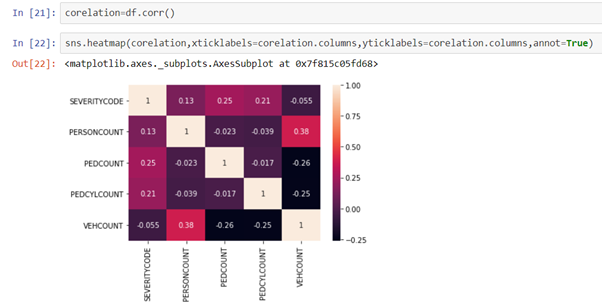 In [21]: corelation=df.corr()
In [22]: sns.heatmap(corelation,xticklabels=corelation.columns,yticklabels=corelation.columns,annot=True)
Out[22]: <matplotlib.axes._subplots.AxesSubplot at 0x7f815c05fd68>
SEVERITYCODE 1 0.13 0.25 0.21 -0.055
PERSONCOUNT 0.13 1 -0.023 -0.039 0.38
PEDCOUNT 0.25 -0.023 1 -0.017 -0.26
PEDCYLCOUNT 0.21 -0.039 -0.017 1 -0.25
VEHCOUNT -0.055 0.38 -0.26 -0.25 1
SEVERITYCODE
PERSONCOUNT
PEDCOUNT
PEDCYLCOUNT
VEHCOUNT
1.00
0.75
0.50
0.25
0.00
-0.25